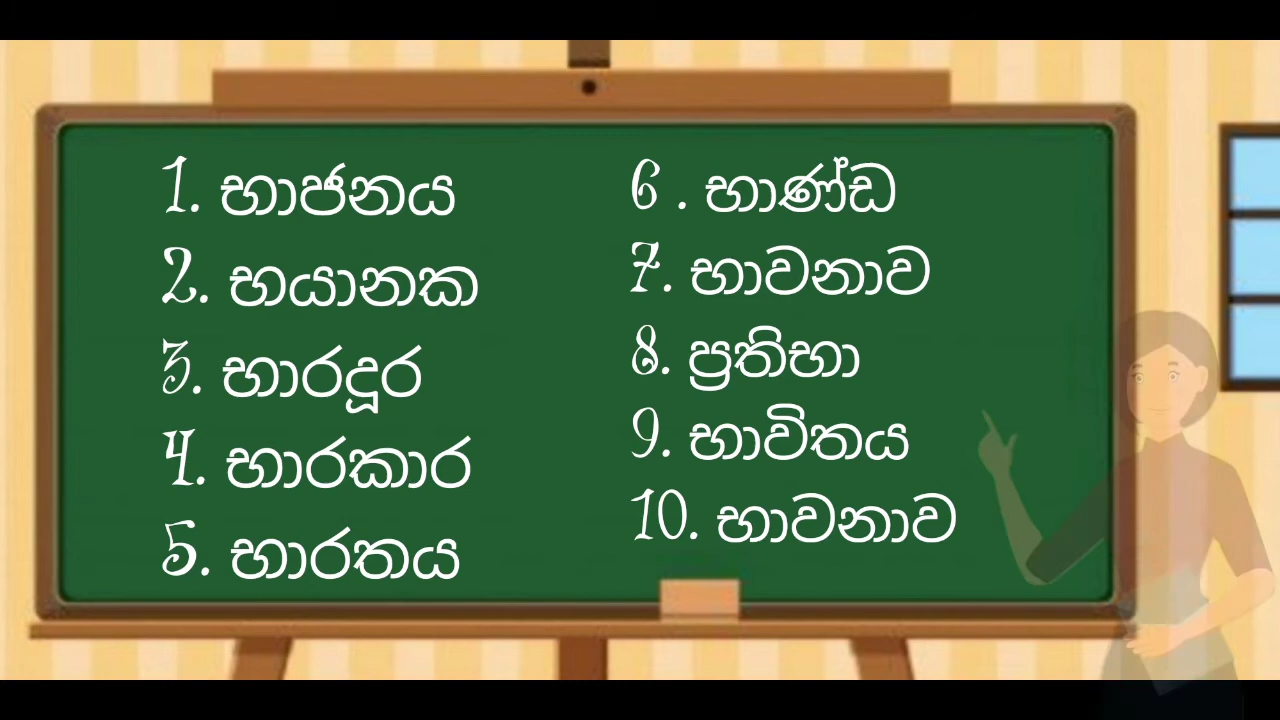 1. භාජනය
2. භයානක
3. භාරදූර
4. භාරකාර
5. භාරතය
6 . භාණ්ඩ
7. භාවනාව
8. ප්‍රතිභා
9. භාවිතය
10. භාවනාව